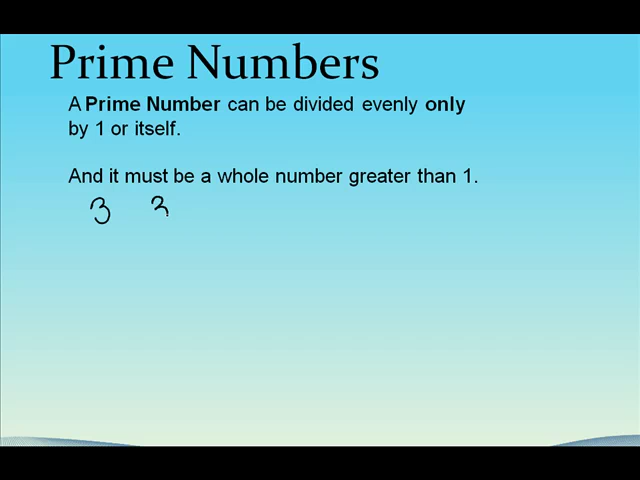 Prime Numbers
A Prime Number can be divided evenly only
by 1 or itself.
And it must be a whole number greater than 1.
3 3